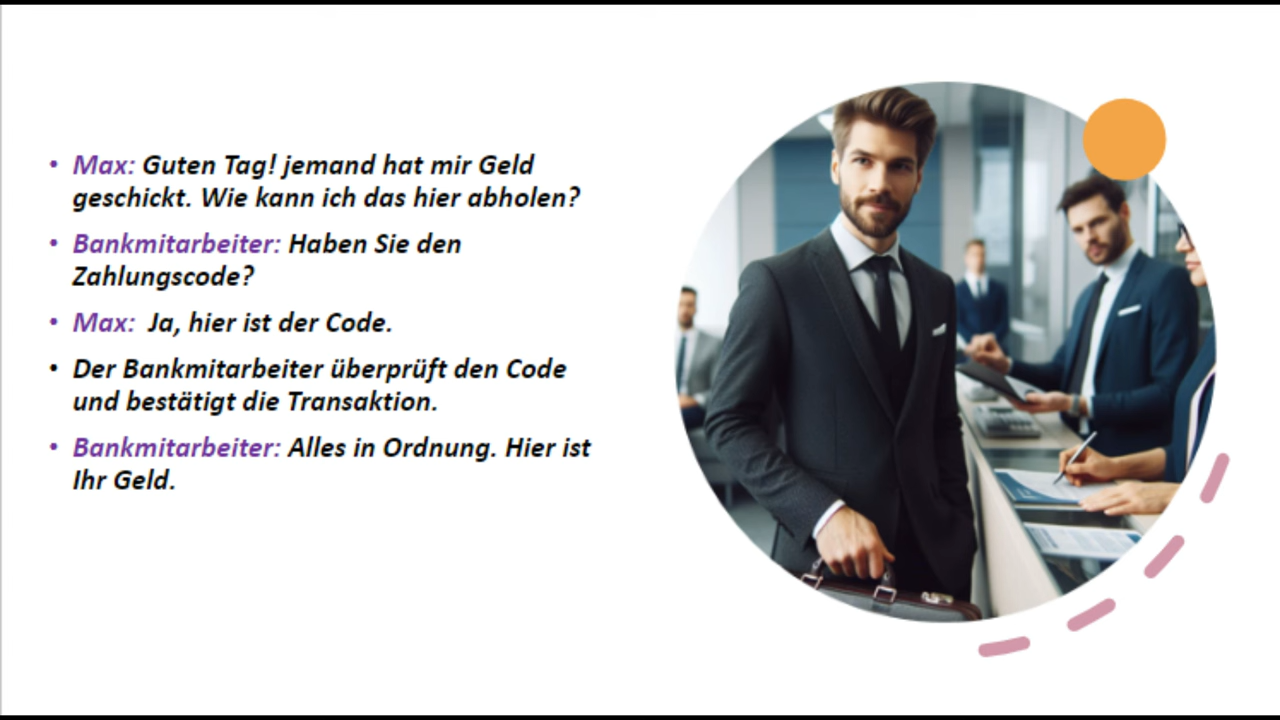 • Max: Guten Tag! jemand hat mir Geld
geschickt. Wie kann ich das hier abholen?
• Bankmitarbeiter: Haben Sie den
Zahlungscode?
• Max:  Ja, hier ist der Code.
• Der Bankmitarbeiter überprüft den Code
und bestätigt die Transaktion.
• Bankmitarbeiter: Alles in Ordnung. Hier ist
Ihr Geld.